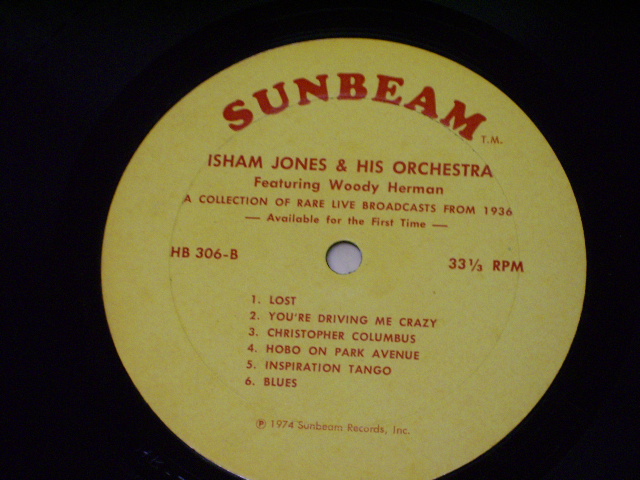 SUNBEAM T.M.
ISHAM JONES & HIS ORCHESTRA
Featuring Woody Herman
A COLLECTION OF RARE LIVE BROADCASTS FROM 1936
— Available for the First Time —
HB 306-B 33⅓ RPM
1. LOST
2. YOU'RE DRIVING ME CRAZY
3. CHRISTOPHER COLUMBUS
4. HOBO ON PARK AVENUE
5. INSPIRATION TANGO
6. BLUES
℗ 1974 Sunbeam Records, Inc.